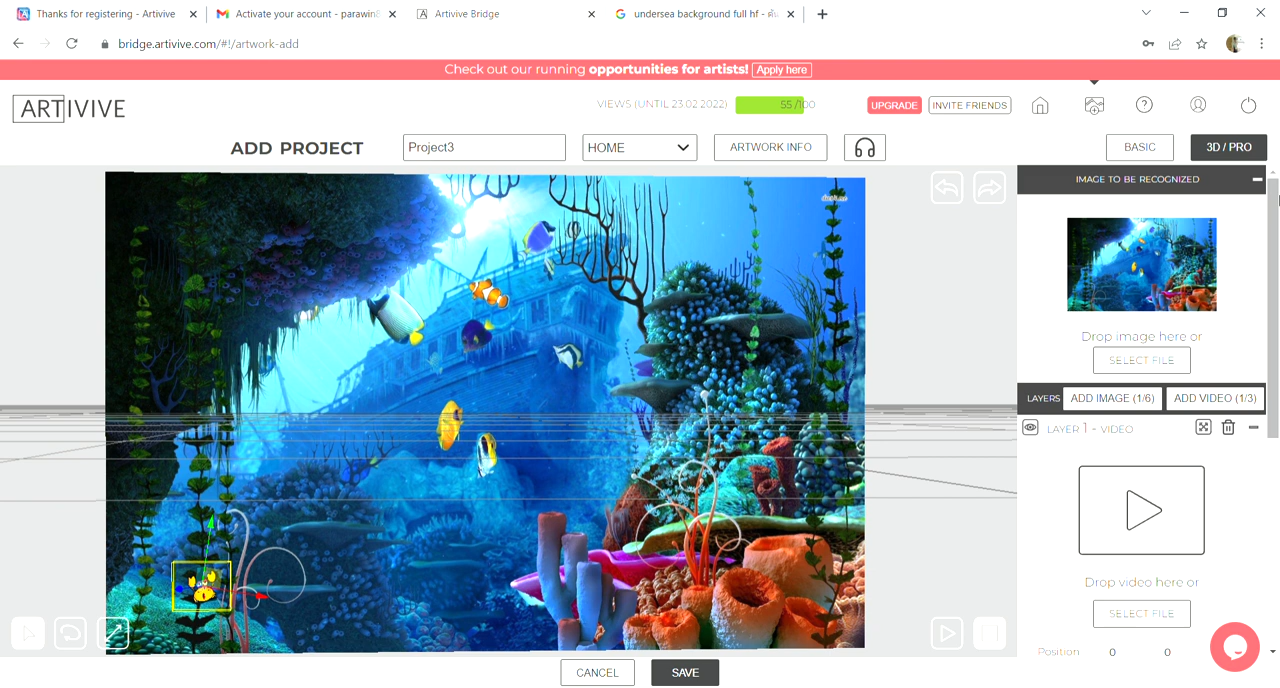 Thanks for registering - Artivive
Activate your account - parawin8
Artivive Bridge
undersea background full hf - ค้น
bridge.artivive.com/#!/artwork-add
Check out our running opportunities for artists! Apply here
ARTIVIVE
VIEWS (UNTIL 23.02.2022)
55 /100
UPGRADE
INVITE FRIENDS
ADD PROJECT
Project3
HOME
ARTWORK INFO
BASIC
3D / PRO
IMAGE TO BE RECOGNIZED
Drop image here or
SELECT FILE
LAYERS
ADD IMAGE (1/6)
ADD VIDEO (1/3)
LAYER 1 - VIDEO
Drop video here or
SELECT FILE
Position 0 0
CANCEL
SAVE